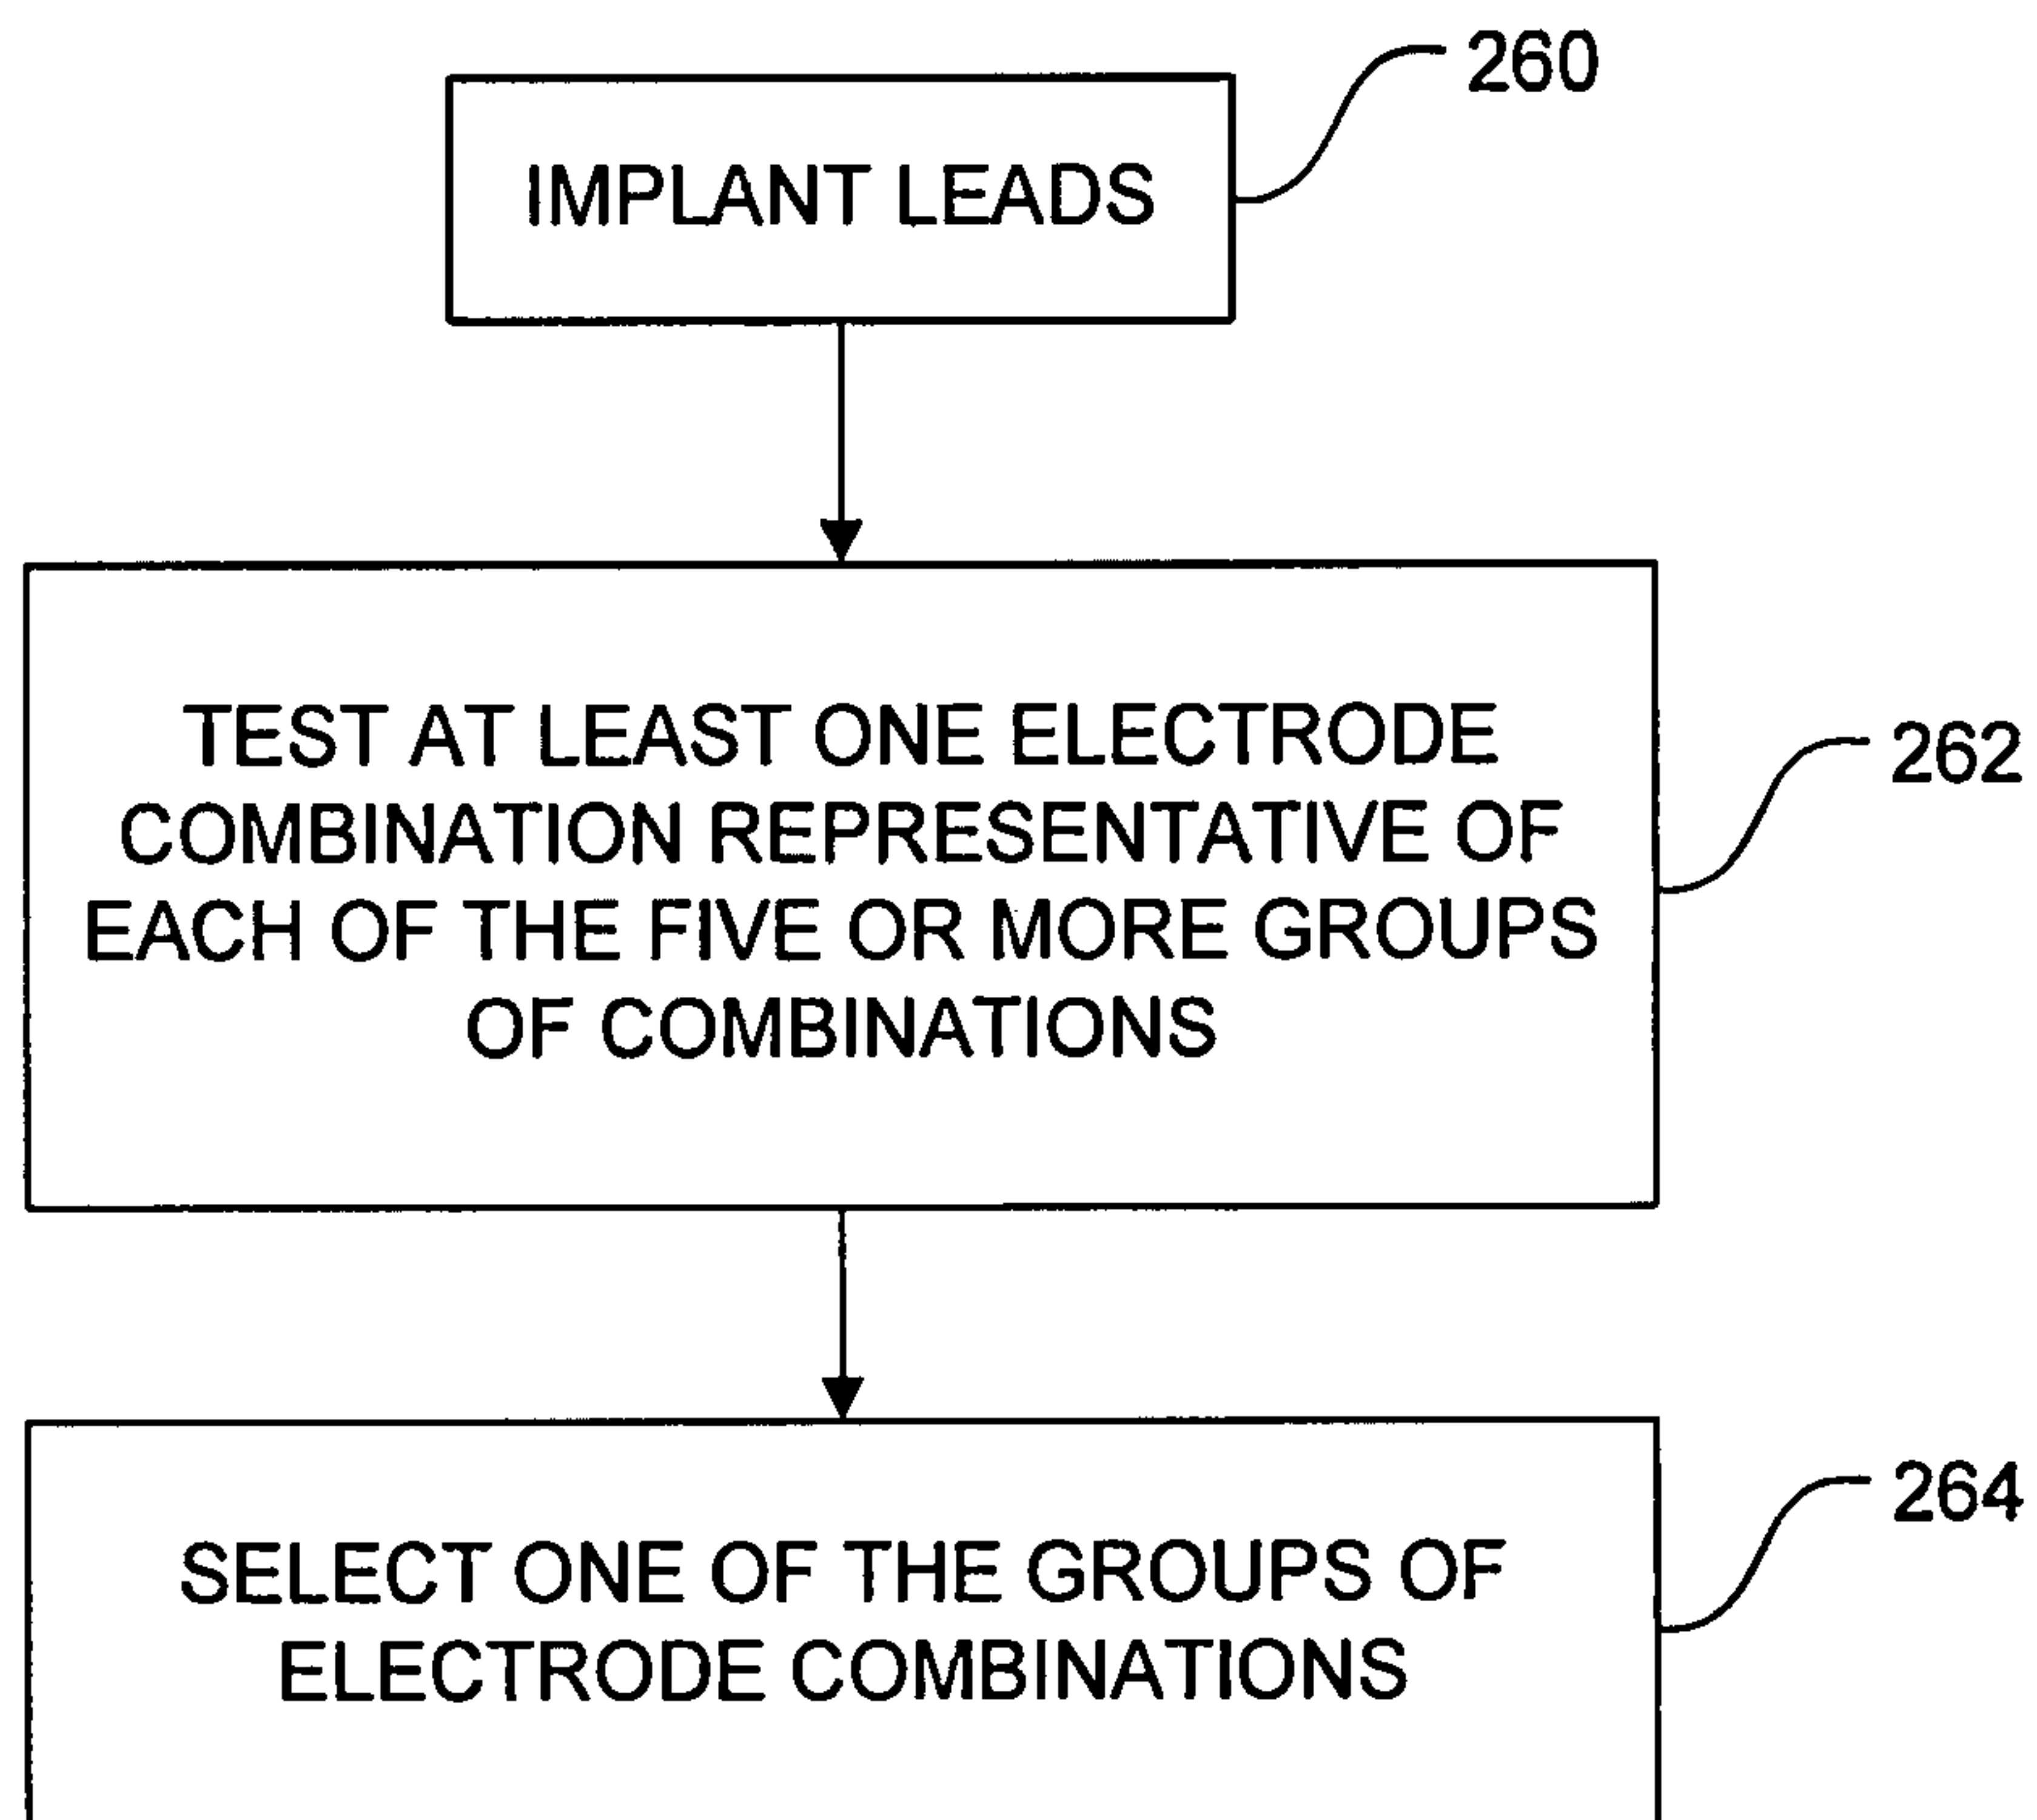 260
IMPLANT LEADS
TEST AT LEAST ONE ELECTRODE
COMBINATION REPRESENTATIVE OF
EACH OF THE FIVE OR MORE GROUPS
OF COMBINATIONS
262
SELECT ONE OF THE GROUPS OF
ELECTRODE COMBINATIONS
264